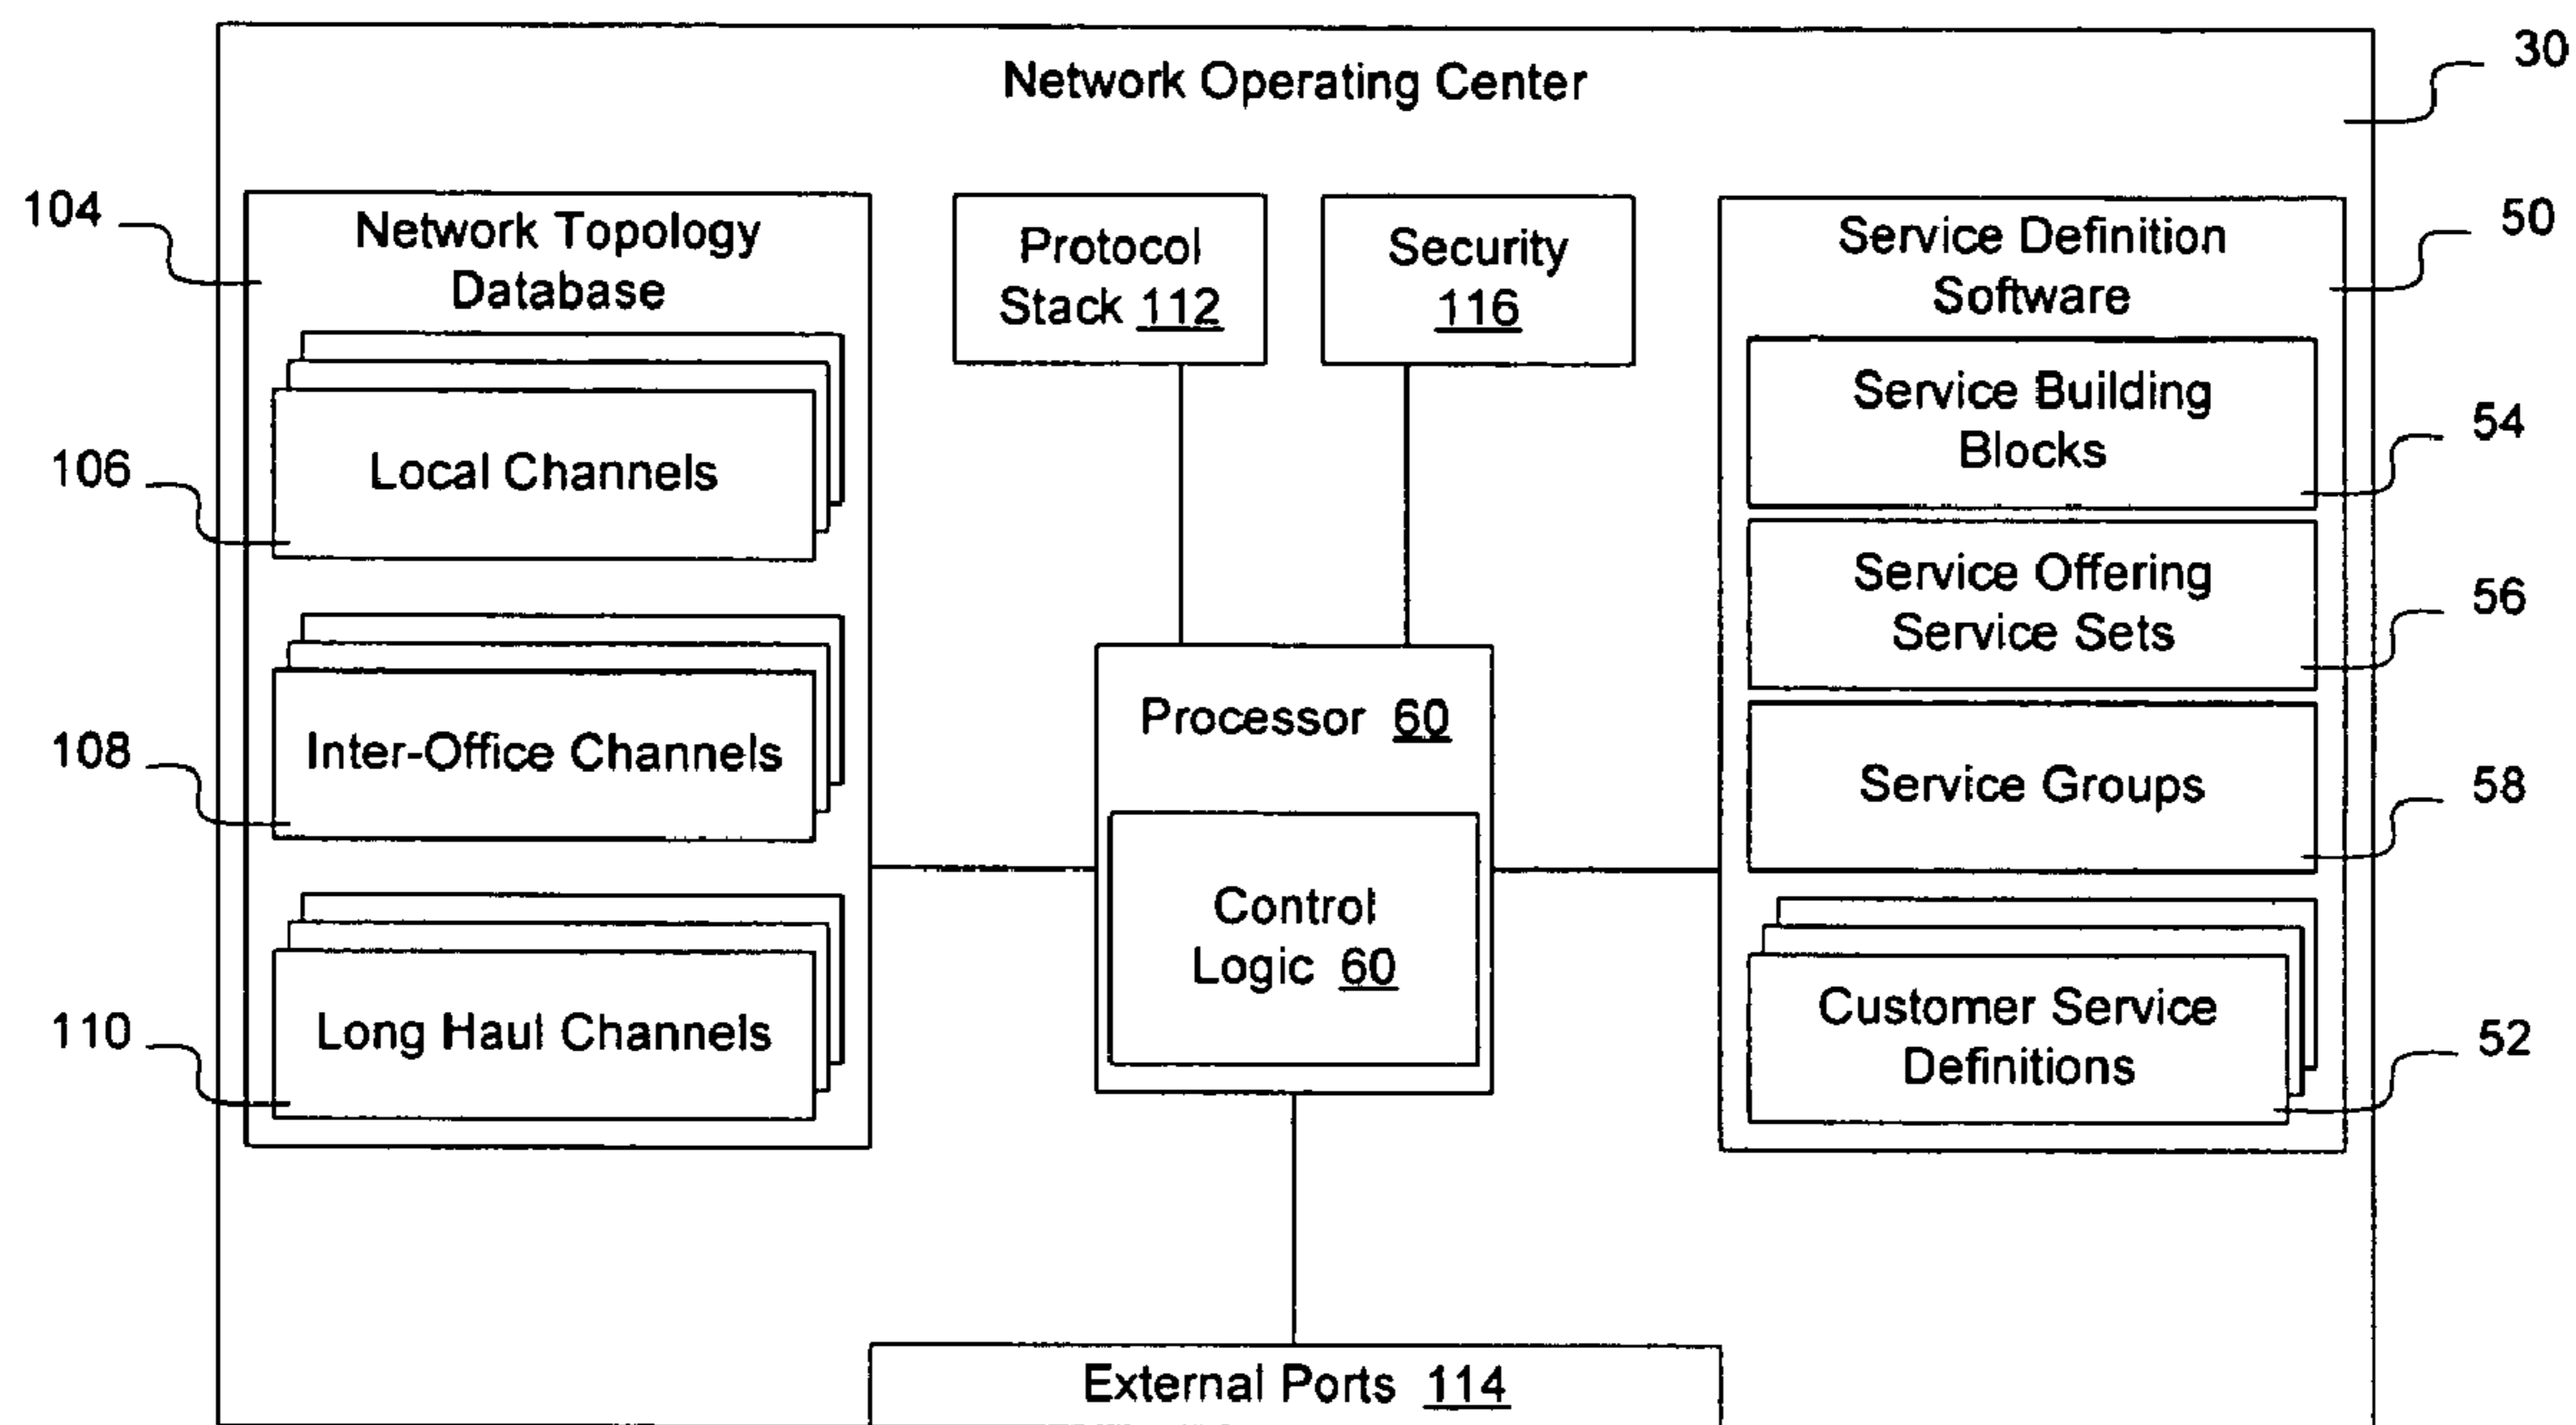 Network Operating Center
30
104
Network Topology
Database
106
Local Channels
108
Inter-Office Channels
110
Long Haul Channels
Protocol
Stack 112
Security
116
Processor 60
Control
Logic 60
External Ports 114
Service Definition
Software
50
Service Building
Blocks
54
Service Offering
Service Sets
56
Service Groups
58
Customer Service
Definitions
52